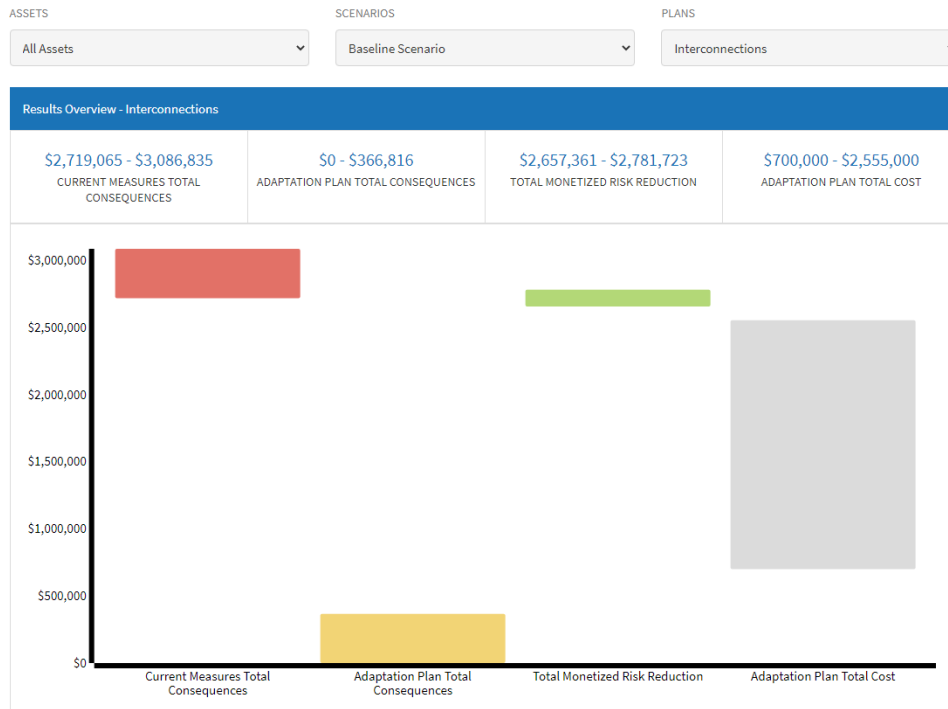 ASSETS
SCENARIOS
PLANS
All Assets
Baseline Scenario
Interconnections
Results Overview - Interconnections
$2,719,065 - $3,086,835
CURRENT MEASURES TOTAL
CONSEQUENCES
$0 - $366,816
ADAPTATION PLAN TOTAL CONSEQUENCES
$2,657,361 - $2,781,723
TOTAL MONETIZED RISK REDUCTION
$700,000 - $2,555,000
ADAPTATION PLAN TOTAL COST
$3,000,000
$2,500,000
$2,000,000
$1,500,000
$1,000,000
$500,000
$0
Current Measures Total
Consequences
Adaptation Plan Total
Consequences
Total Monetized Risk Reduction
Adaptation Plan Total Cost